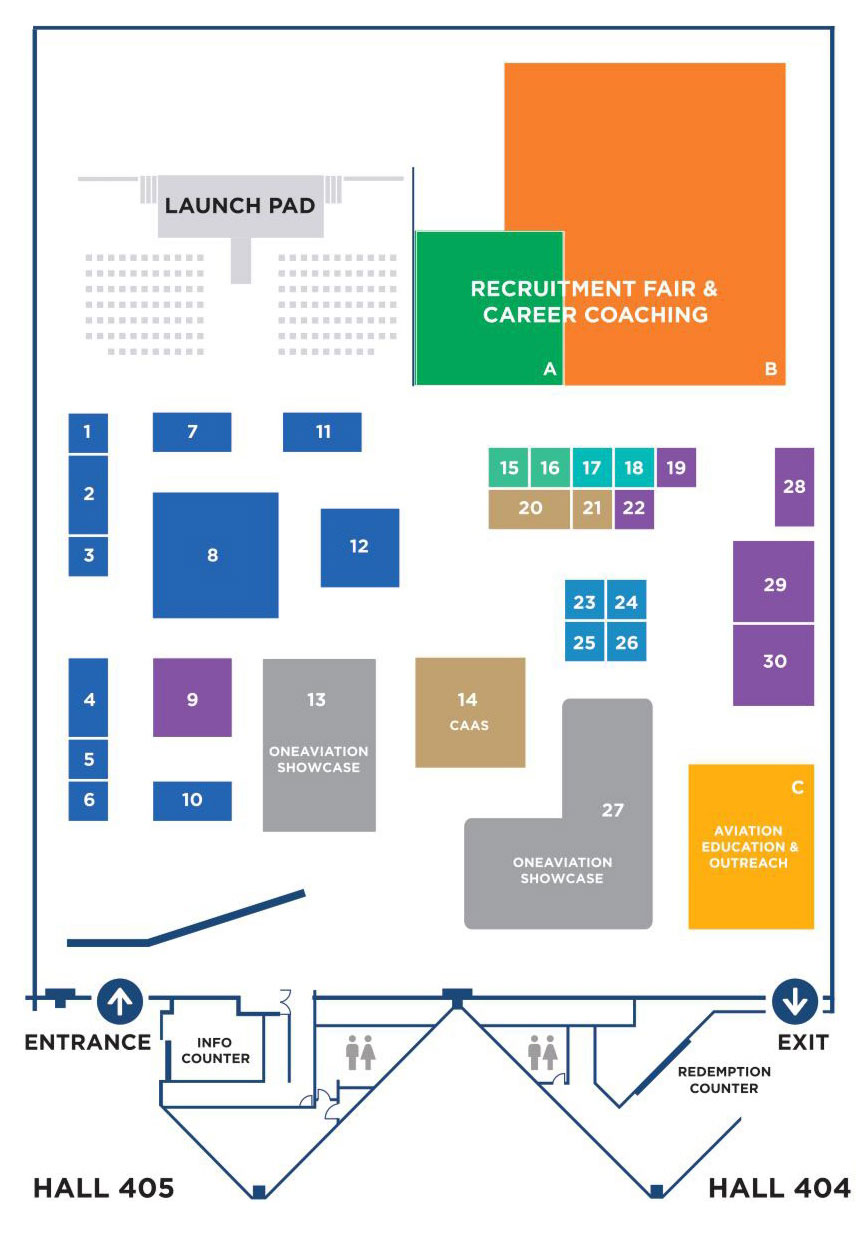 LAUNCH PAD
RECRUITMENT FAIR &
CAREER COACHING
A
B
1
7
11
2
3
8
12
15
16
17
18
19
20
21
22
28
23
24
25
26
29
30
4
9
13
ONEAVIATION
SHOWCASE
14
CAAS
5
6
10
27
ONEAVIATION
SHOWCASE
C
AVIATION
EDUCATION &
OUTREACH
ENTRANCE
INFO
COUNTER
EXIT
REDEMPTION
COUNTER
HALL 405
HALL 404